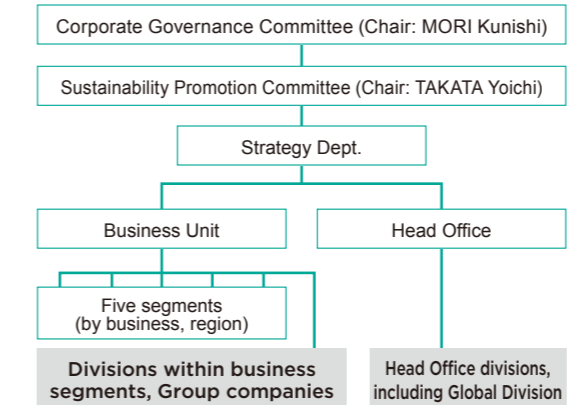 Corporate Governance Committee (Chair: MORI Kunishi)
Sustainability Promotion Committee (Chair: TAKATA Yoichi)
Strategy Dept.
Business Unit
Head Office
Five segments
(by business, region)
Divisions within business
segments, Group companies
Head Office divisions,
including Global Division